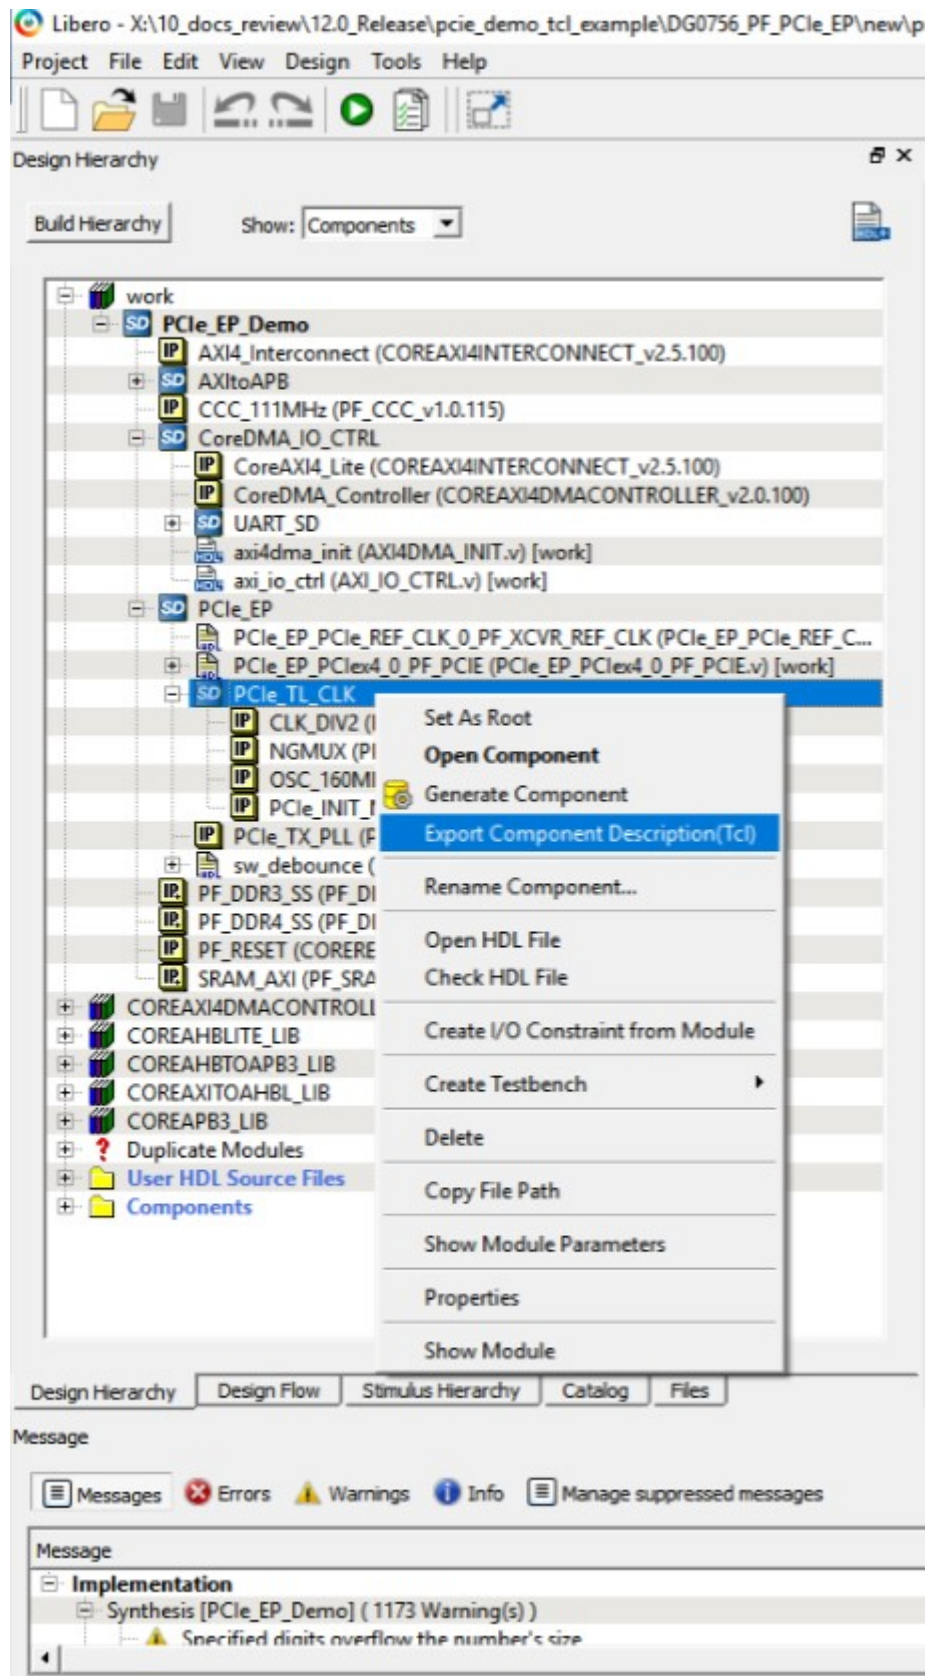 Libero - X:\10_docs_review\12.0_Release\pcie_demo_tcl_example\DG0756_PF_PCIe_EP\new\p
Project File Edit View Design Tools Help
Design Hierarchy
Build Hierarchy Show: Components
work
PCIe_EP_Demo
AXI4_Interconnect (COREAXI4INTERCONNECT_v2.5.100)
AXItoAPB
CCC_111MHz (PF_CCC_v1.0.115)
CoreDMA_IO_CTRL
CoreAXI4_Lite (COREAXI4INTERCONNECT_v2.5.100)
CoreDMA_Controller (COREAXI4DMACONTROLLER_v2.0.100)
UART_SD
axi4dma_init (AXI4DMA_INIT.v) [work]
axi_io_ctrl (AXI_IO_CTRL.v) [work]
PCIe_EP
PCIe_EP_PCIe_REF_CLK_0_PF_XCVR_REF_CLK (PCIe_EP_PCIe_REF_C...
PCIe_EP_PCIex4_0_PF_PCIE (PCIe_EP_PCIex4_0_PF_PCIE.v) [work]
PCIe_TL_CLK
CLK_DIV2 (
NGMUX (P
OSC_160M
PCIe_INIT_
PCIe_TX_PLL (P
sw_debounce (
PF_DDR3_SS (PF_D
PF_DDR4_SS (PF_D
PF_RESET (CORERE
SRAM_AXI (PF_SRA
COREAXI4DMACONTROLL
COREAHBLITE_LIB
COREAHBTOAPB3_LIB
COREAXITOAHBL_LIB
COREAPB3_LIB
Duplicate Modules
User HDL Source Files
Components
Set As Root
Open Component
Generate Component
Export Component Description(Tcl)
Rename Component...
Open HDL File
Check HDL File
Create I/O Constraint from Module
Create Testbench
Delete
Copy File Path
Show Module Parameters
Properties
Show Module
Design Hierarchy Design Flow Stimulus Hierarchy Catalog Files
Message
Messages Errors Warnings Info Manage suppressed messages
Message
Implementation
Synthesis [PCIe_EP_Demo] ( 1173 Warning(s) )
Specified digits overflow the number's size